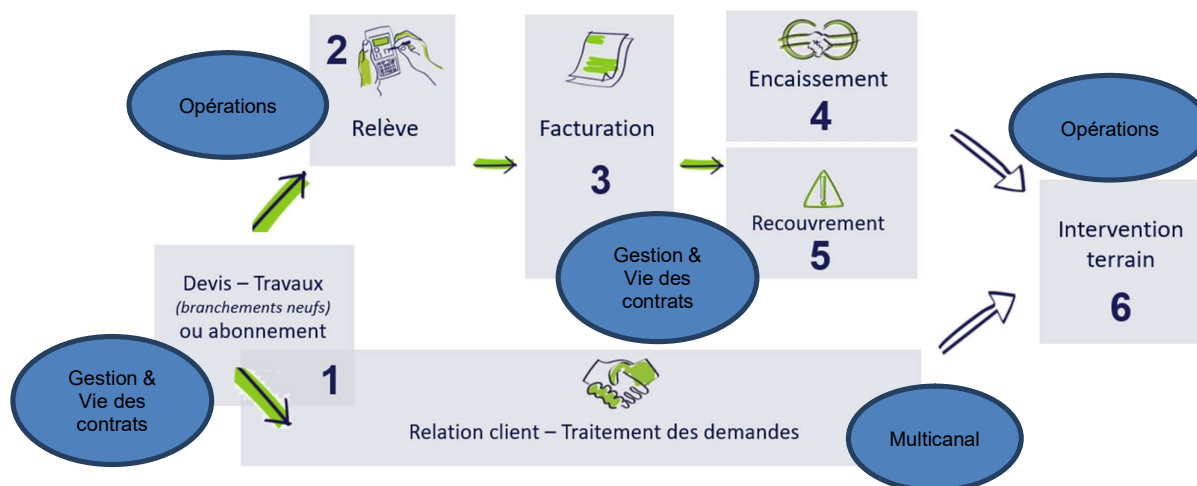 2
Opérations
Relève
Facturation
3
Encaissement
4
Recouvrement
5
Gestion &
Vie des
contrats
Opérations
Intervention
terrain
6
Devis – Travaux
(branchements neufs)
ou abonnement
1
Gestion &
Vie des
contrats
Relation client – Traitement des demandes
Multicanal